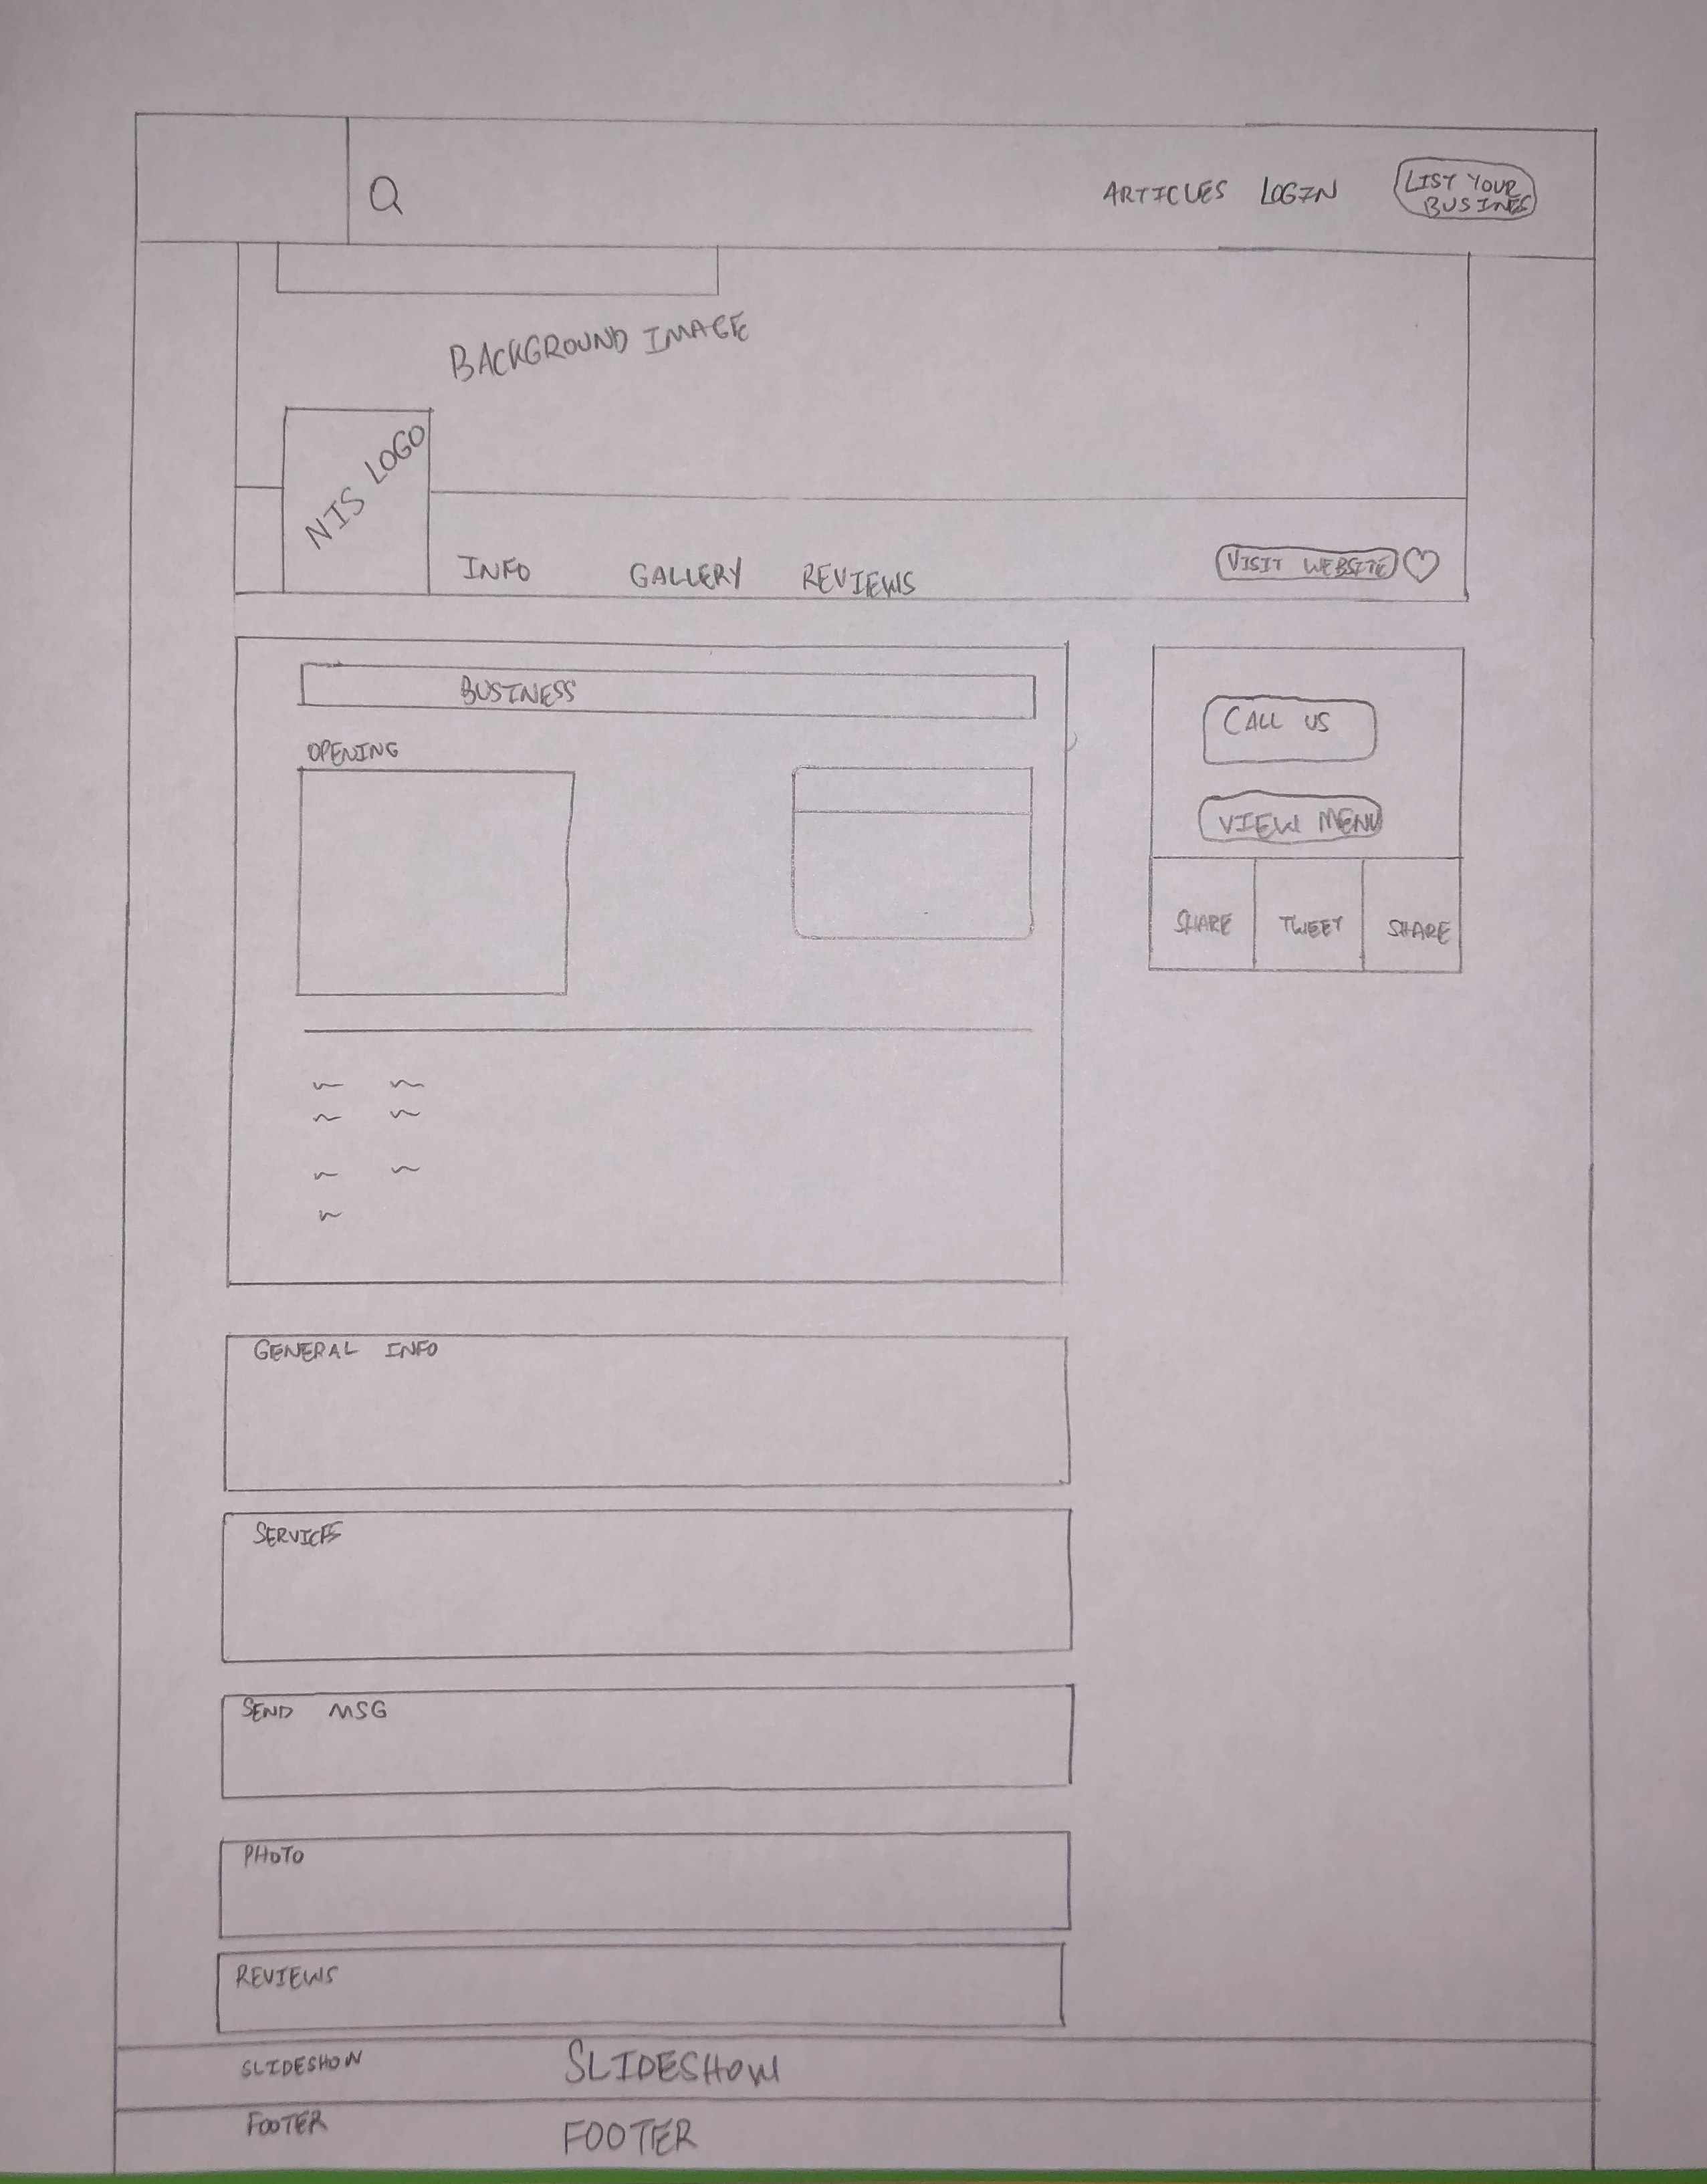 ARTICLES LOGIN
LIST YOUR
BUSINES
BACKGROUND IMAGE
NIS LOGO
INFO GALLERY REVIEWS
VISIT WEBSITE
BUSINESS
OPENING
CALL US
VIEW MENU
SHARE TWEET SHARE
GENERAL INFO
SERVICES
SEND MSG
PHOTO
REVIEWS
SLIDESHOW SLIDESHOW
FOOTER FOOTER